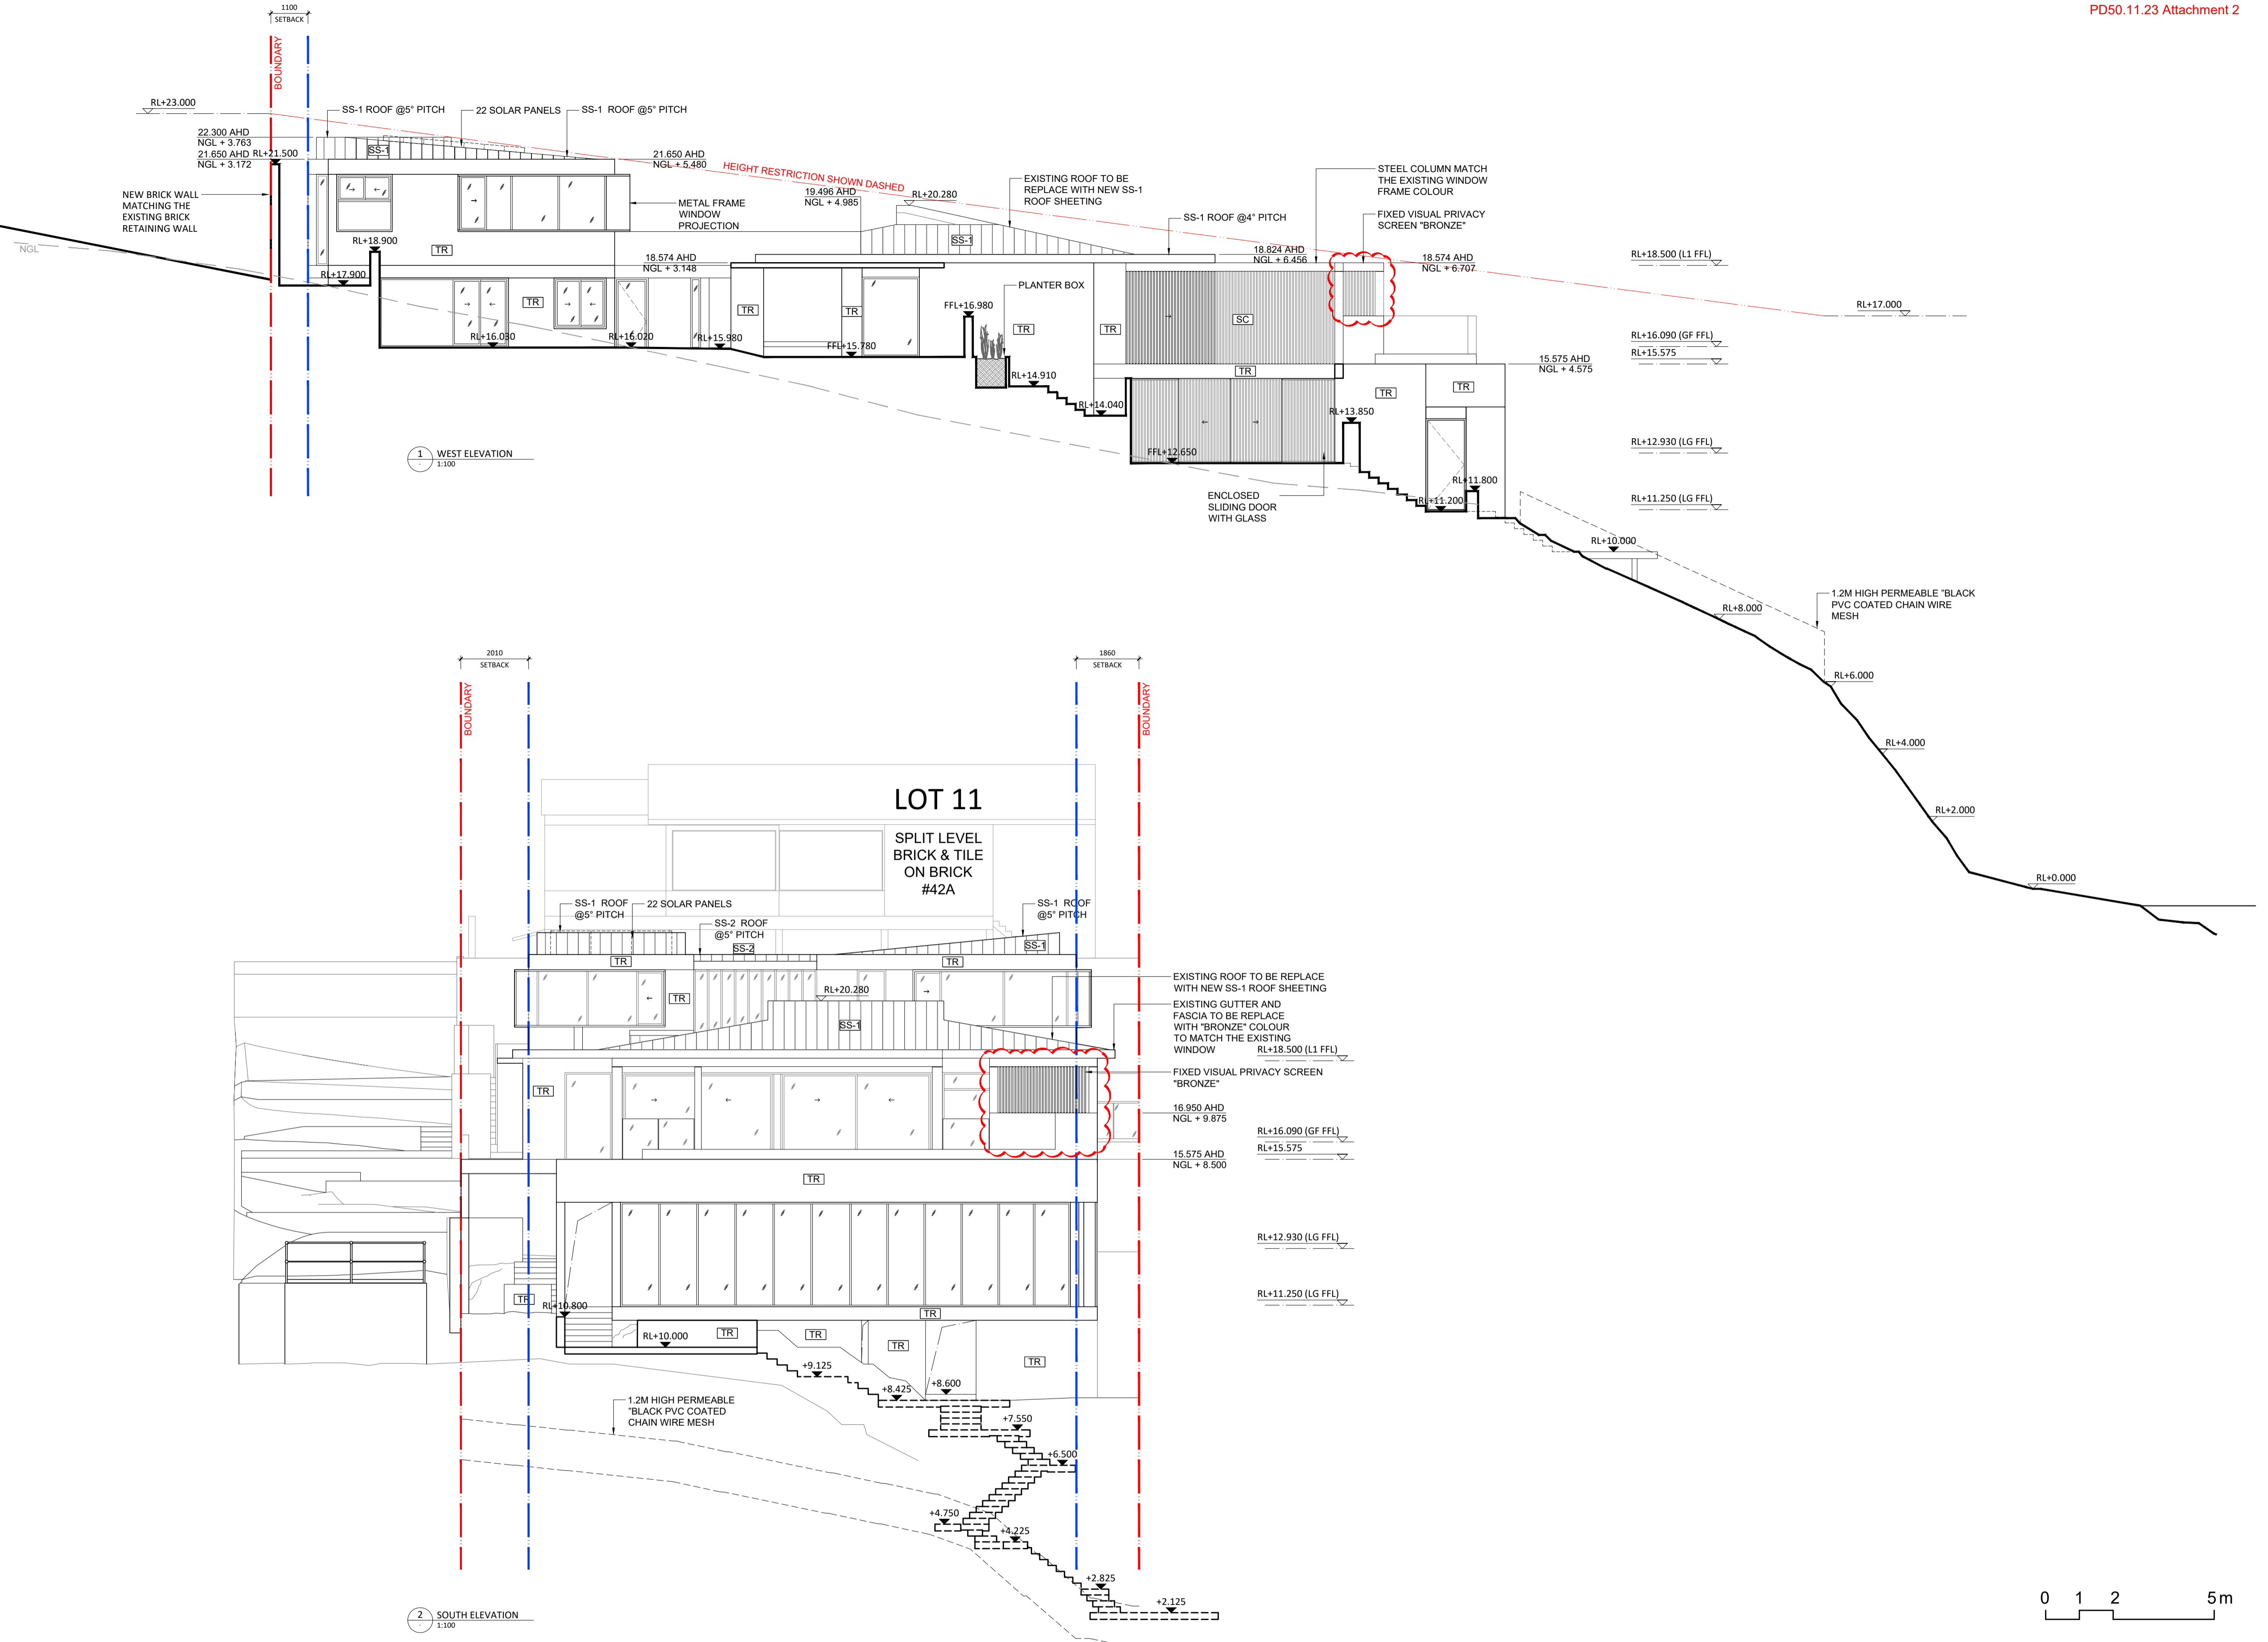 PD50.11.23 Attachment 2
1100
SETBACK
BOUNDARY
RL+23.000
SS-1 ROOF @5° PITCH
22 SOLAR PANELS
SS-1 ROOF @5° PITCH
22.300 AHD
NGL + 3.763
21.650 AHD
NGL + 3.172
RL+21.500
SS-1
21.650 AHD
NGL + 5.480
HEIGHT RESTRICTION SHOWN DASHED
NEW BRICK WALL
MATCHING THE
EXISTING BRICK
RETAINING WALL
NGL
METAL FRAME
WINDOW
PROJECTION
19.496 AHD
NGL + 4.985
RL+20.280
EXISTING ROOF TO BE
REPLACE WITH NEW SS-1
ROOF SHEETING
SS-1 ROOF @4° PITCH
STEEL COLUMN MATCH
THE EXISTING WINDOW
FRAME COLOUR
FIXED VISUAL PRIVACY
SCREEN "BRONZE"
RL+18.900
TR
RL+17.900
18.574 AHD
NGL + 3.148
SS-1
18.824 AHD
NGL + 6.456
18.574 AHD
NGL + 6.707
RL+18.500 (L1 FFL)
RL+17.000
TR
TR
TR
FFL+16.980
PLANTER BOX
TR
TR
SC
RL+16.030
RL+16.020
RL+15.980
FFL+15.780
RL+16.090 (GF FFL)
RL+15.575
15.575 AHD
NGL + 4.575
RL+14.910
TR
RL+14.040
TR
TR
RL+13.850
FFL+12.650
RL+12.930 (LG FFL)
1
WEST ELEVATION
1:100
ENCLOSED
SLIDING DOOR
WITH GLASS
RL+11.800
RL+11.200
RL+11.250 (LG FFL)
RL+10.000
1.2M HIGH PERMEABLE "BLACK
PVC COATED CHAIN WIRE
MESH
RL+8.000
RL+6.000
RL+4.000
RL+2.000
RL+0.000
2010
SETBACK
1860
SETBACK
BOUNDARY
BOUNDARY
LOT 11
SPLIT LEVEL
BRICK & TILE
ON BRICK
#42A
SS-1 ROOF
@5° PITCH
22 SOLAR PANELS
SS-2 ROOF
@5° PITCH
SS-2
SS-1 ROOF
@5° PITCH
SS-1
TR
TR
TR
RL+20.280
SS-1
EXISTING ROOF TO BE REPLACE
WITH NEW SS-1 ROOF SHEETING
EXISTING GUTTER AND
FASCIA TO BE REPLACE
WITH "BRONZE" COLOUR
TO MATCH THE EXISTING
WINDOW
RL+18.500 (L1 FFL)
FIXED VISUAL PRIVACY SCREEN
"BRONZE"
TR
16.950 AHD
NGL + 9.875
RL+16.090 (GF FFL)
RL+15.575
15.575 AHD
NGL + 8.500
TR
RL+12.930 (LG FFL)
RL+11.250 (LG FFL)
TR
RL+10.800
TR
RL+10.000
TR
TR
TR
TR
+9.125
+8.425
+8.600
1.2M HIGH PERMEABLE
"BLACK PVC COATED
CHAIN WIRE MESH
+7.550
+6.500
+4.750
+4.225
+2.825
+2.125
2
SOUTH ELEVATION
1:100
0 1 2 5m